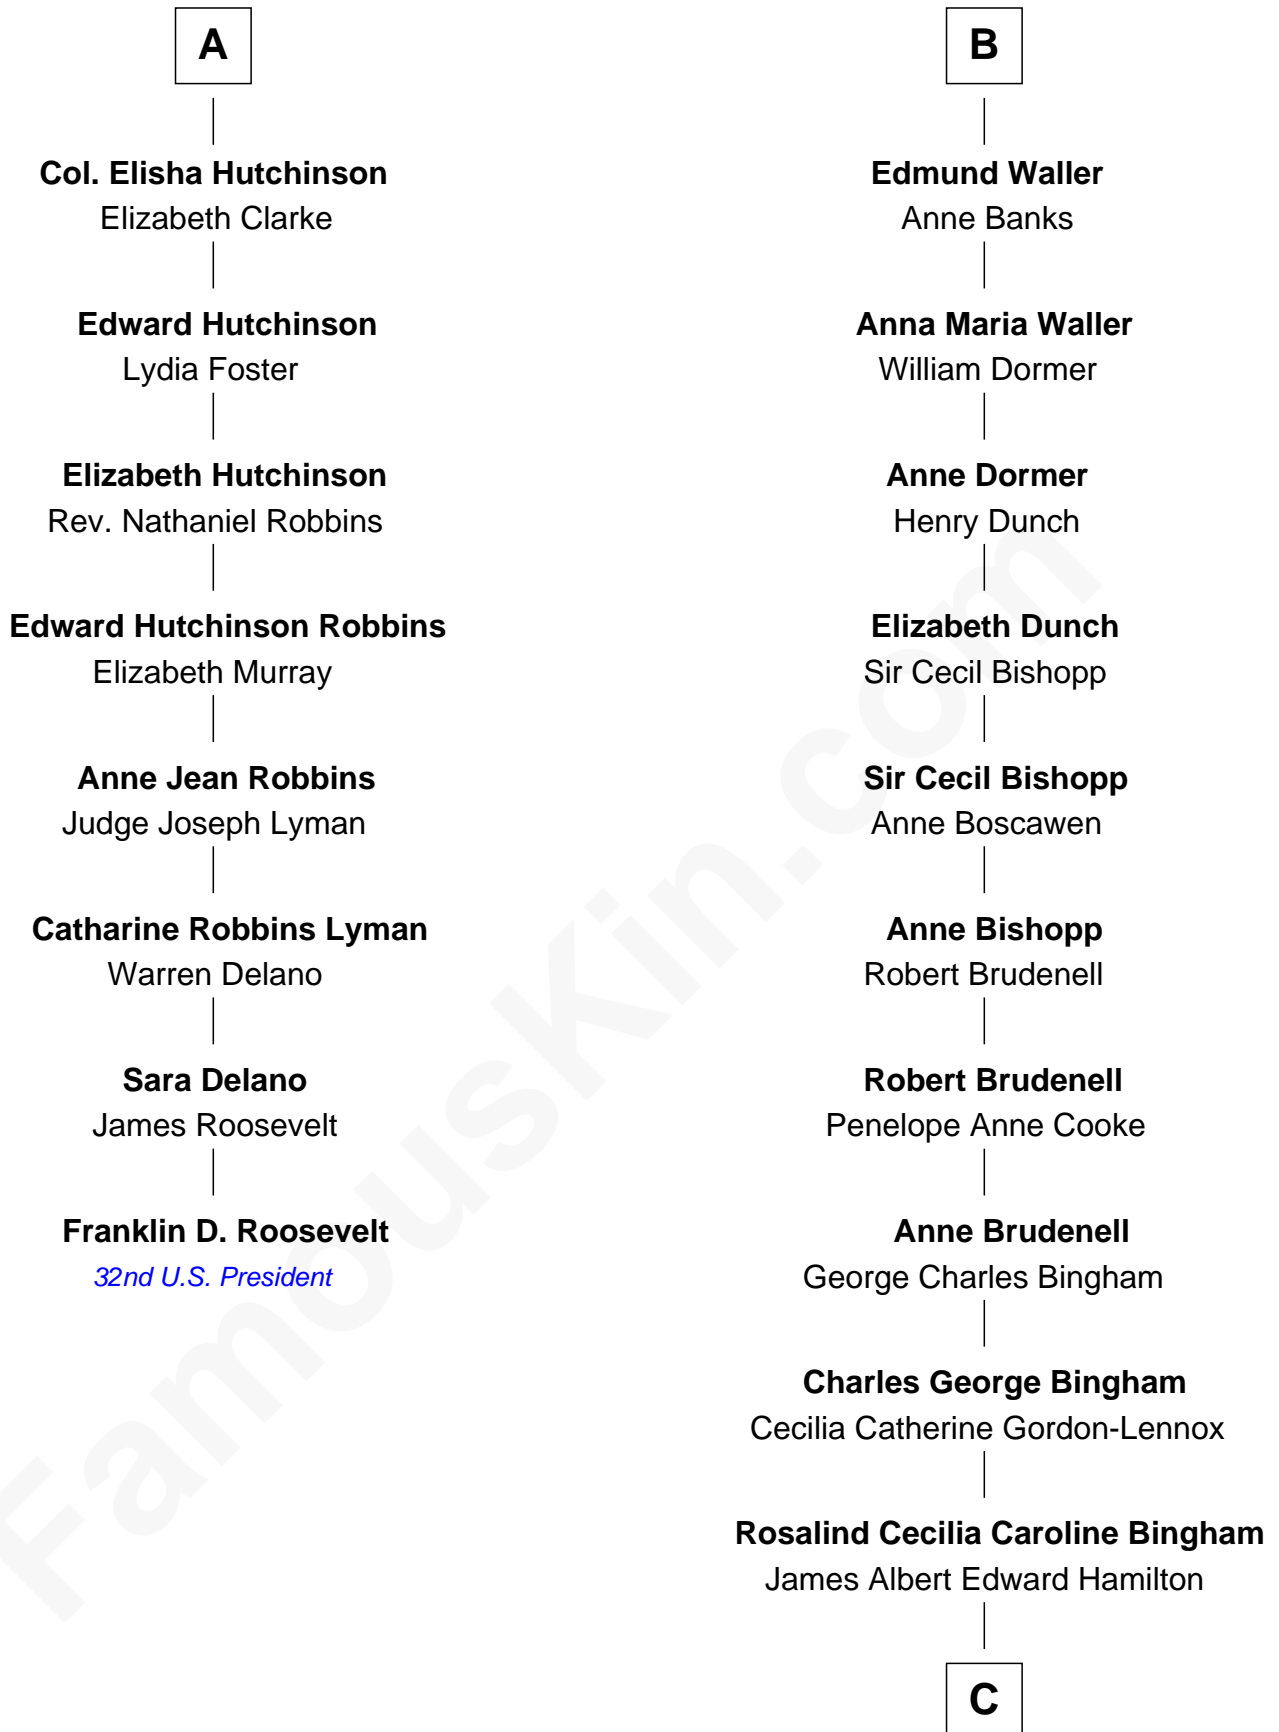 A
Col. Elisha Hutchinson
Elizabeth Clarke
Edward Hutchinson
Lydia Foster
Elizabeth Hutchinson
Rev. Nathaniel Robbins
Edward Hutchinson Robbins
Elizabeth Murray
Anne Jean Robbins
Judge Joseph Lyman
Catharine Robbins Lyman
Warren Delano
Sara Delano
James Roosevelt
Franklin D. Roosevelt
32nd U.S. President
B
Edmund Waller
Anne Banks
Anna Maria Waller
William Dormer
Anne Dormer
Henry Dunch
Elizabeth Dunch
Sir Cecil Bishopp
Sir Cecil Bishopp
Anne Boscawen
Anne Bishopp
Robert Brudenell
Robert Brudenell
Penelope Anne Cooke
Anne Brudenell
George Charles Bingham
Charles George Bingham
Cecilia Catherine Gordon-Lennox
Rosalind Cecilia Caroline Bingham
James Albert Edward Hamilton
C
FamousKin.com